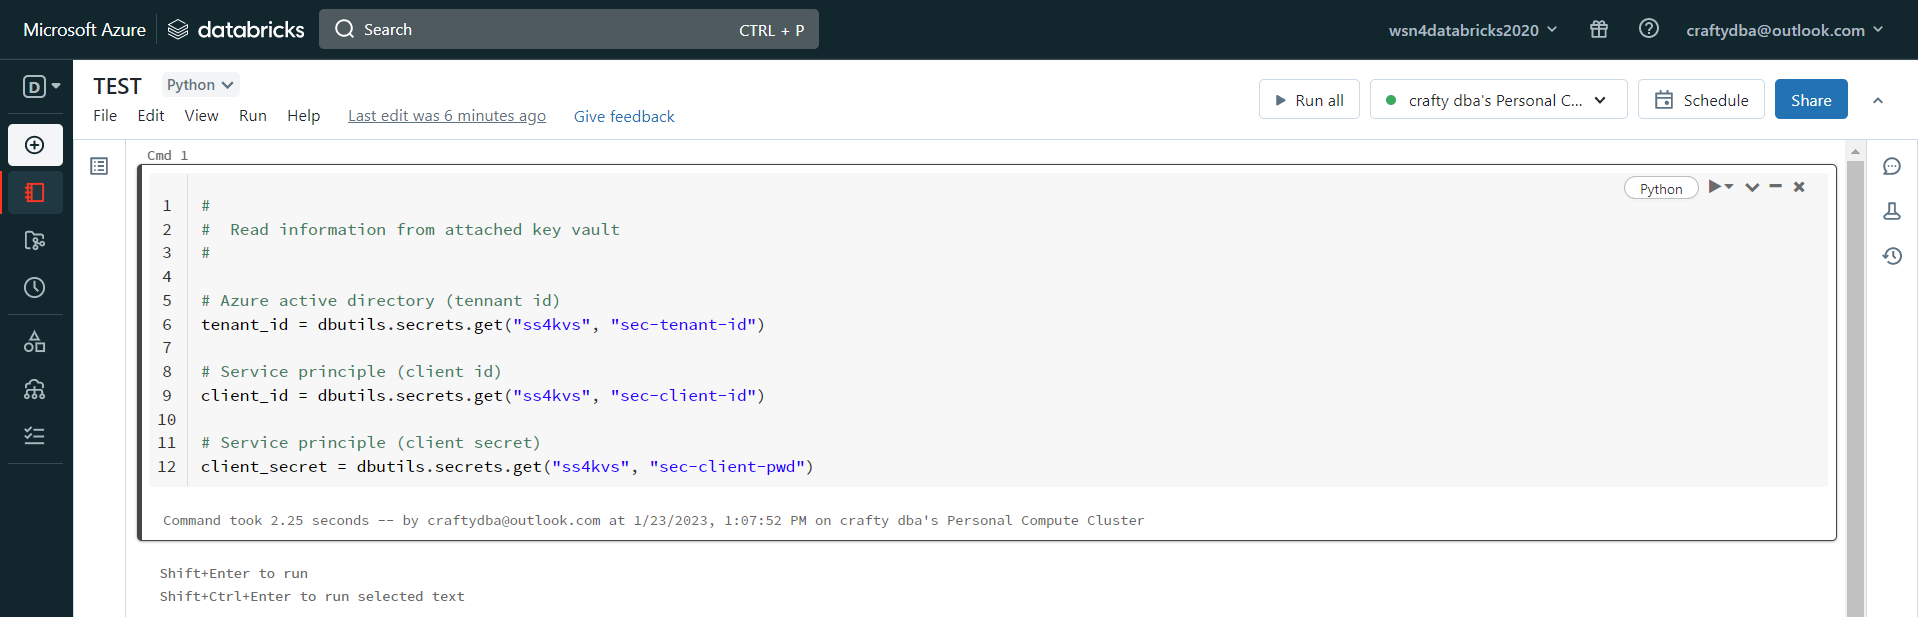 Microsoft Azure databricks Search CTRL + P wsn4databricks2020 craftydba@outlook.com
D TEST Python
File Edit View Run Help Last edit was 6 minutes ago Give feedback
Run all crafty dba's Personal C... Schedule Share
Cmd 1
Python
1 #
2 #  Read information from attached key vault
3 #
4
5 # Azure active directory (tennant id)
6 tenant_id = dbutils.secrets.get("ss4kvs", "sec-tenant-id")
7
8 # Service principle (client id)
9 client_id = dbutils.secrets.get("ss4kvs", "sec-client-id")
10
11 # Service principle (client secret)
12 client_secret = dbutils.secrets.get("ss4kvs", "sec-client-pwd")
Command took 2.25 seconds -- by craftydba@outlook.com at 1/23/2023, 1:07:52 PM on crafty dba's Personal Compute Cluster
Shift+Enter to run
Shift+Ctrl+Enter to run selected text